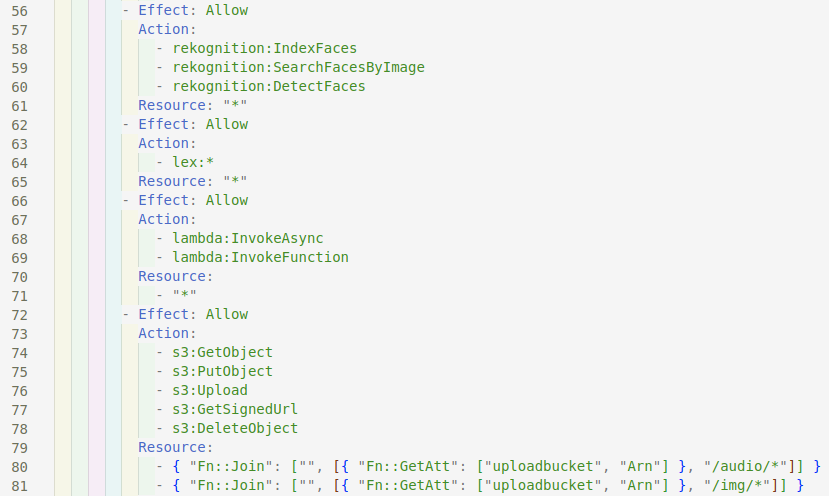 56 - Effect: Allow
57 Action:
58 - rekognition:IndexFaces
59 - rekognition:SearchFacesByImage
60 - rekognition:DetectFaces
61 Resource: "*"
62 - Effect: Allow
63 Action:
64 - lex:*
65 Resource: "*"
66 - Effect: Allow
67 Action:
68 - lambda:InvokeAsync
69 - lambda:InvokeFunction
70 Resource:
71 - "*"
72 - Effect: Allow
73 Action:
74 - s3:GetObject
75 - s3:PutObject
76 - s3:Upload
77 - s3:GetSignedUrl
78 - s3:DeleteObject
79 Resource:
80 - { "Fn::Join": ["", [{ "Fn::GetAtt": ["uploadbucket", "Arn"] }, "/audio/*"]] }
81 - { "Fn::Join": ["", [{ "Fn::GetAtt": ["uploadbucket", "Arn"] }, "/img/*"]] }